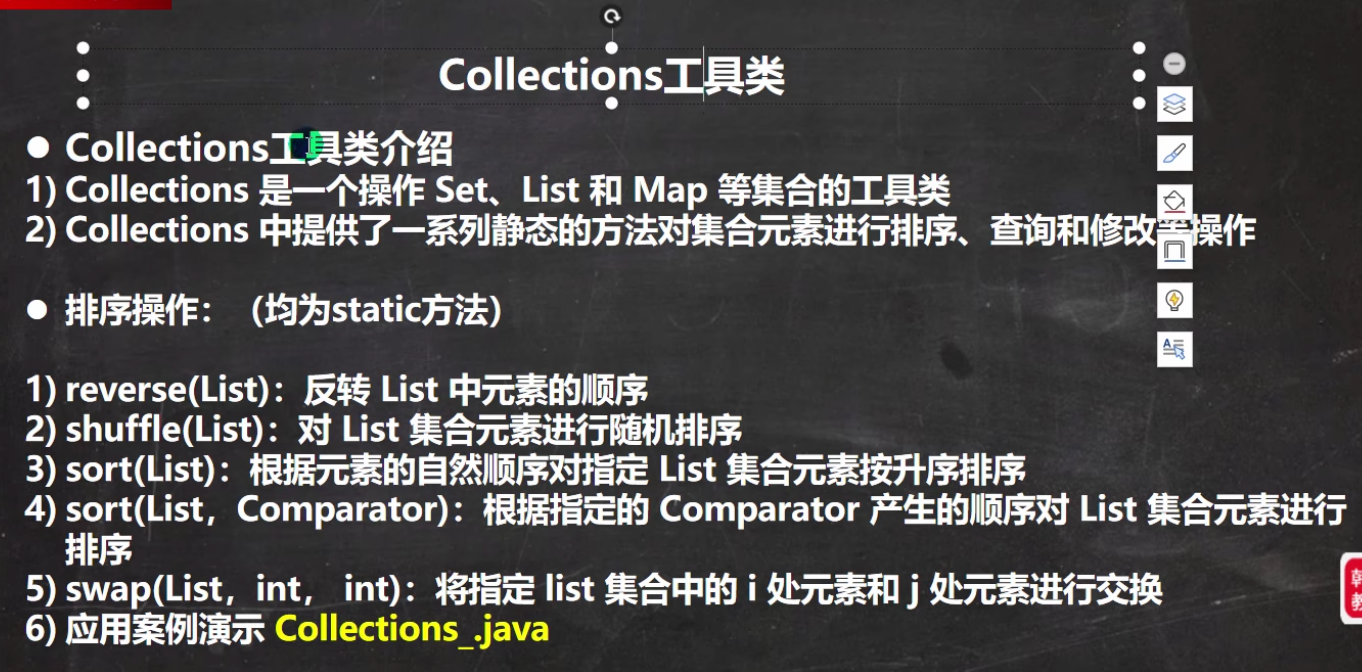 Collections工具类
● Collections工具类介绍
1) Collections 是一个操作 Set、List 和 Map 等集合的工具类
2) Collections 中提供了一系列静态的方法对集合元素进行排序、查询和修改等操作
● 排序操作：（均为static方法）
1) reverse(List)：反转 List 中元素的顺序
2) shuffle(List)：对 List 集合元素进行随机排序
3) sort(List)：根据元素的自然顺序对指定 List 集合元素按升序排序
4) sort(List，Comparator)：根据指定的 Comparator 产生的顺序对 List 集合元素进行
排序
5) swap(List，int， int)：将指定 list 集合中的 i 处元素和 j 处元素进行交换
6) 应用案例演示 Collections_.java